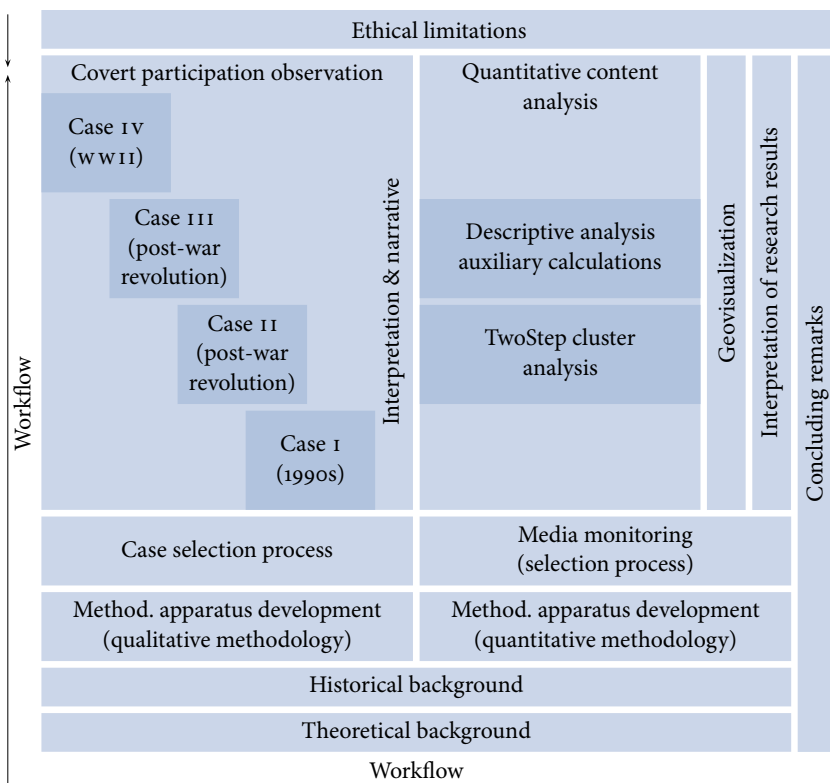 Ethical limitations
Covert participation observation
Case IV
(WWII)
Case III
(post-war
revolution)
Case II
(post-war
revolution)
Case I
(1990s)
Interpretation & narrative
Quantitative content
analysis
Descriptive analysis
auxiliary calculations
TwoStep cluster
analysis
Geovisualization
Interpretation of research results
Concluding remarks
Workflow
Case selection process
Media monitoring
(selection process)
Method. apparatus development
(qualitative methodology)
Method. apparatus development
(quantitative methodology)
Historical background
Theoretical background
Workflow